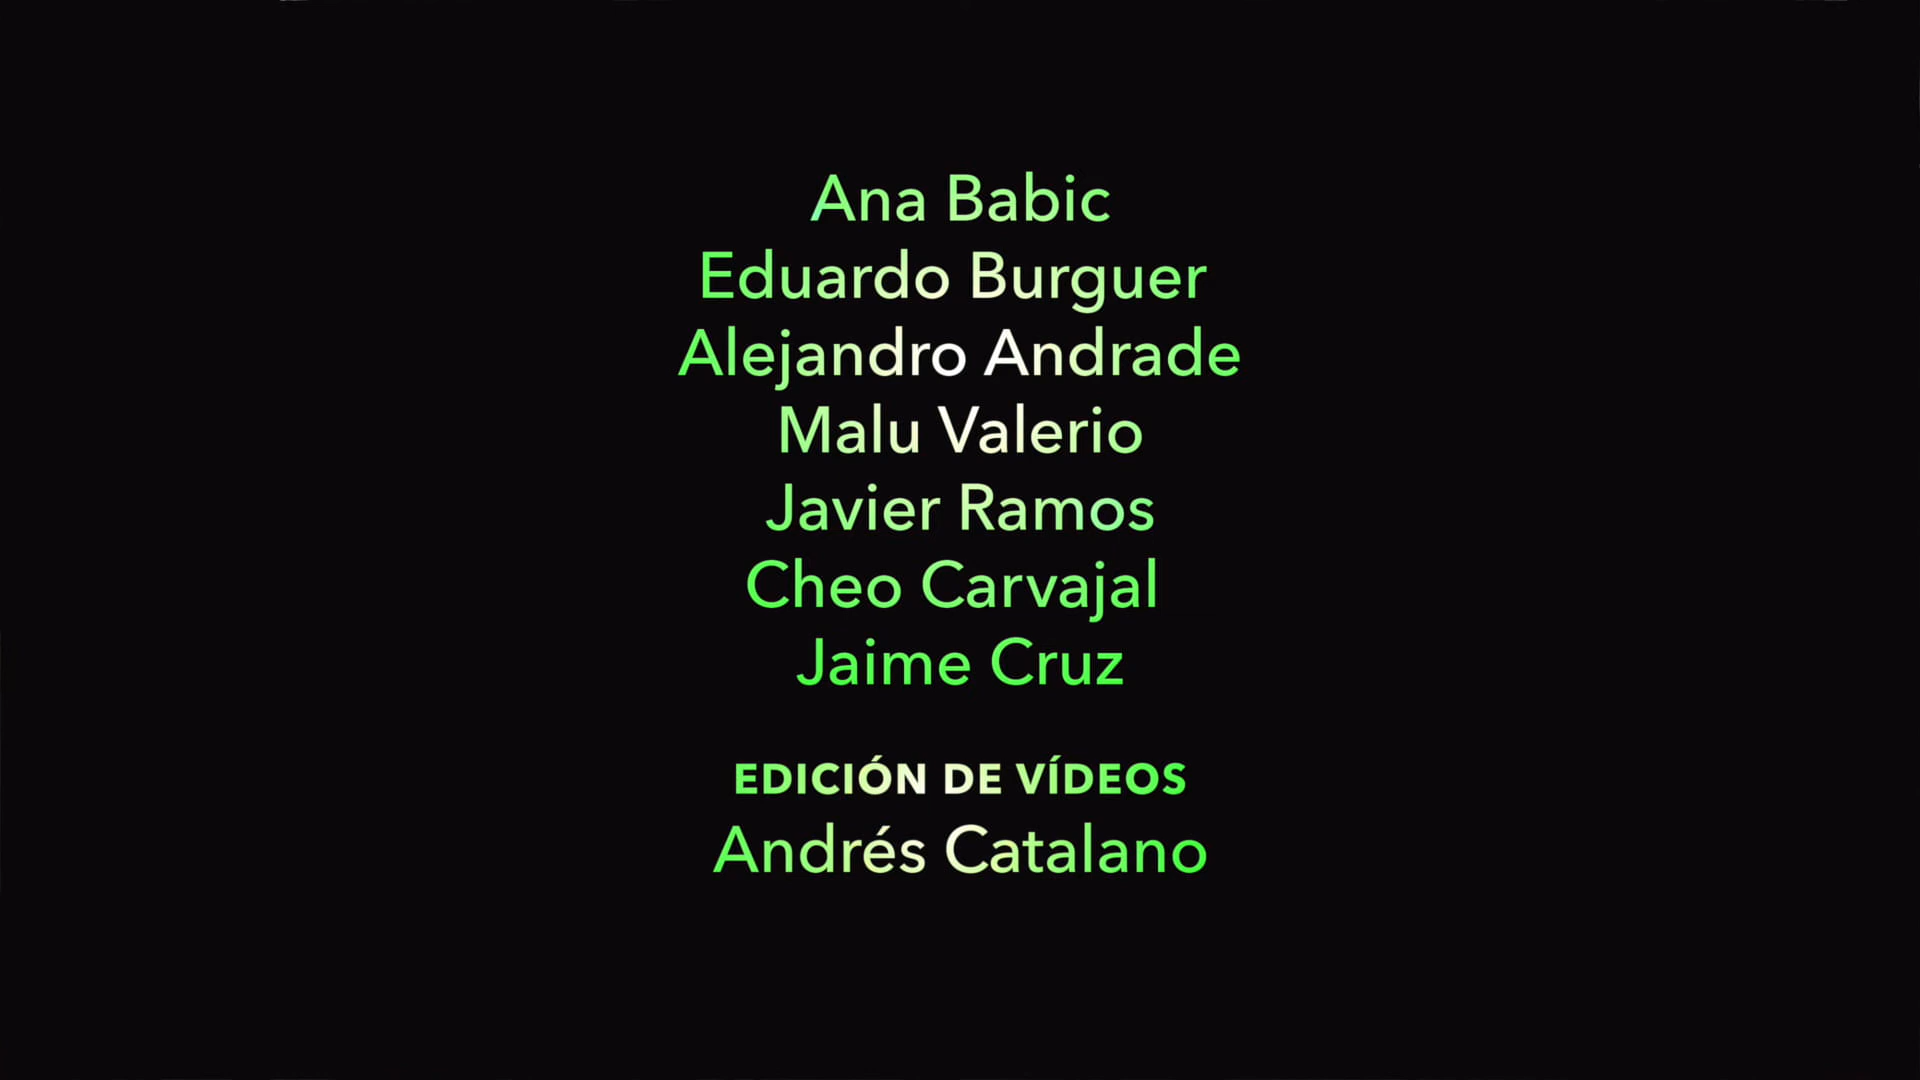 Ana Babic
Eduardo Burguer
Alejandro Andrade
Malu Valerio
Javier Ramos
Cheo Carvajal
Jaime Cruz
EDICIÓN DE VÍDEOS
Andrés Catalano